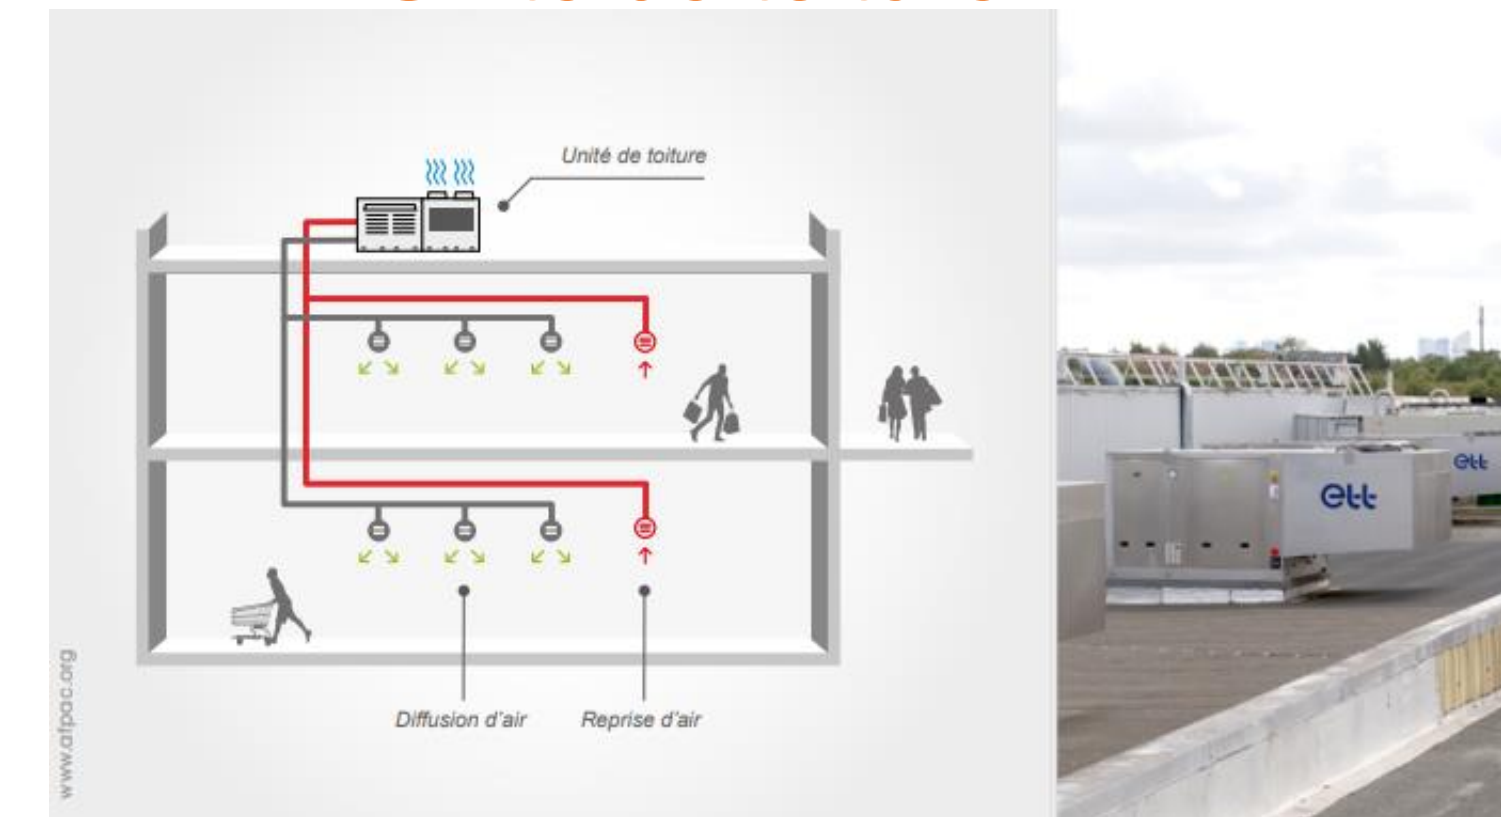 Unité de toiture
Diffusion d'air
Reprise d'air
www.afpac.org
ett
ett